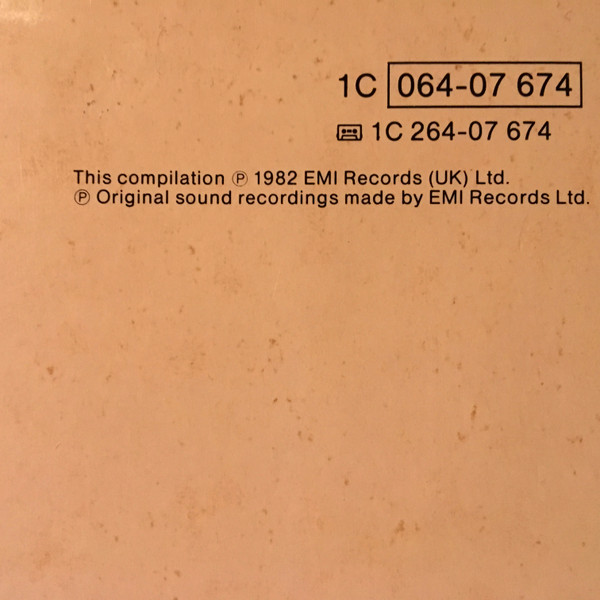 1C 064-07 674
1C 264-07 674
This compilation ℗ 1982 EMI Records (UK) Ltd.
℗ Original sound recordings made by EMI Records Ltd.